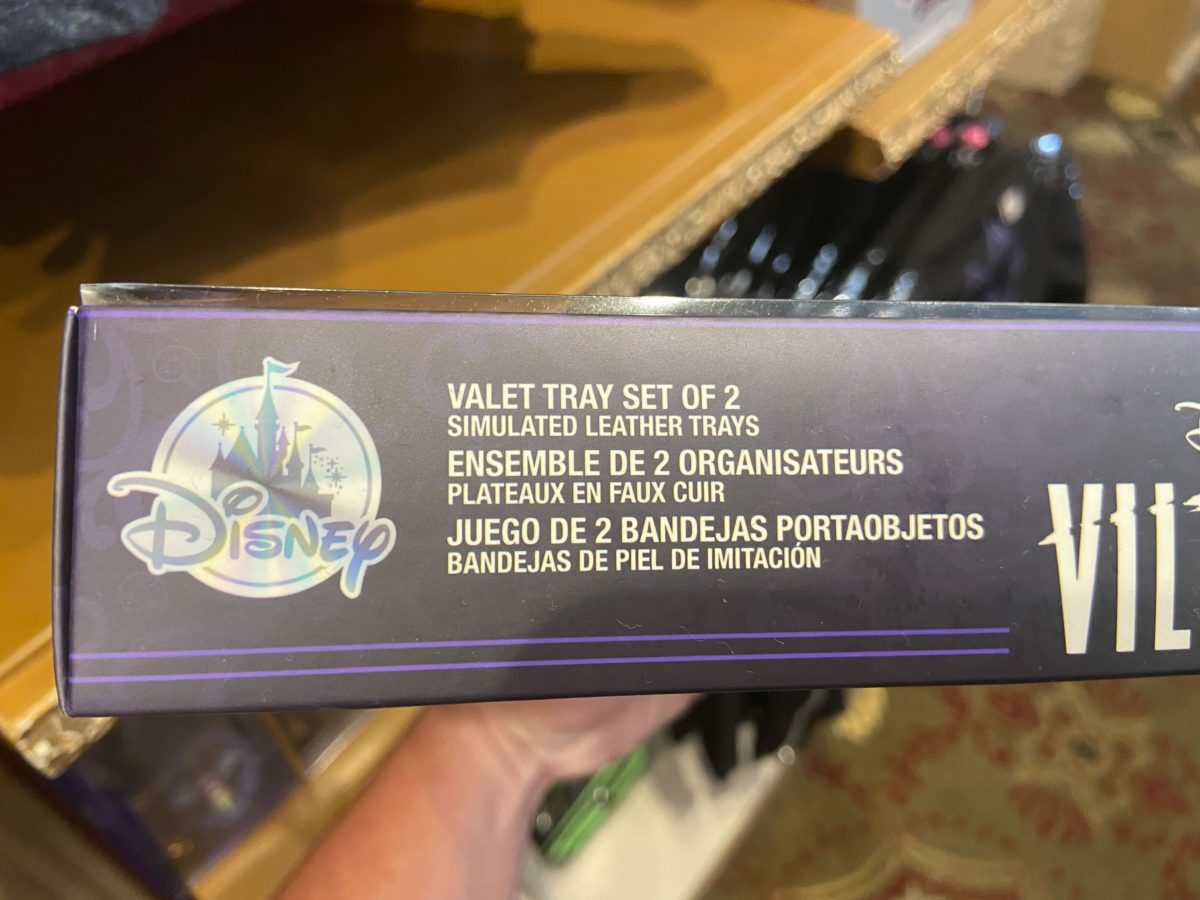 Disney
VALET TRAY SET OF 2
SIMULATED LEATHER TRAYS
ENSEMBLE DE 2 ORGANISATEURS
PLATEAUX EN FAUX CUIR
JUEGO DE 2 BANDEJAS PORTAOBJETOS
BANDEJAS DE PIEL DE IMITACIÓN
VIL